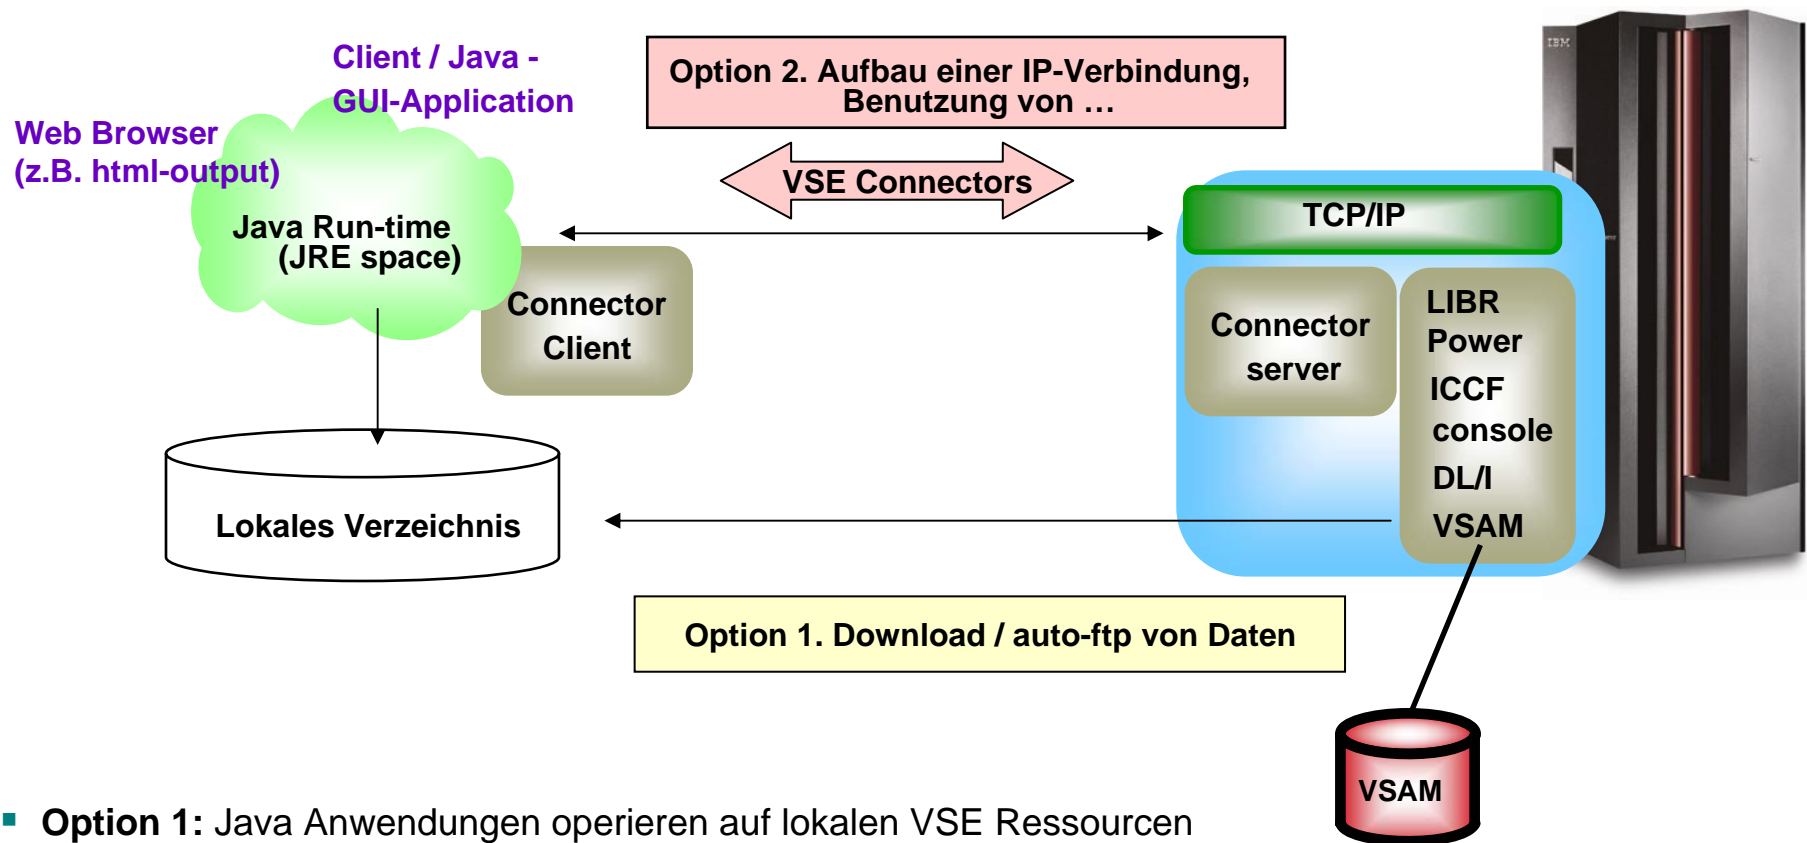 Client / Java -
GUI-Application
Web Browser
(z.B. html-output)
Option 2. Aufbau einer IP-Verbindung,
Benutzung von …
IBM
VSE Connectors
Java Run-time
(JRE space)
TCP/IP
Connector
Client
Connector
server
LIBR
Power
ICCF
console
DL/I
VSAM
Lokales Verzeichnis
Option 1. Download / auto-ftp von Daten
VSAM
▪ Option 1: Java Anwendungen operieren auf lokalen VSE Ressourcen